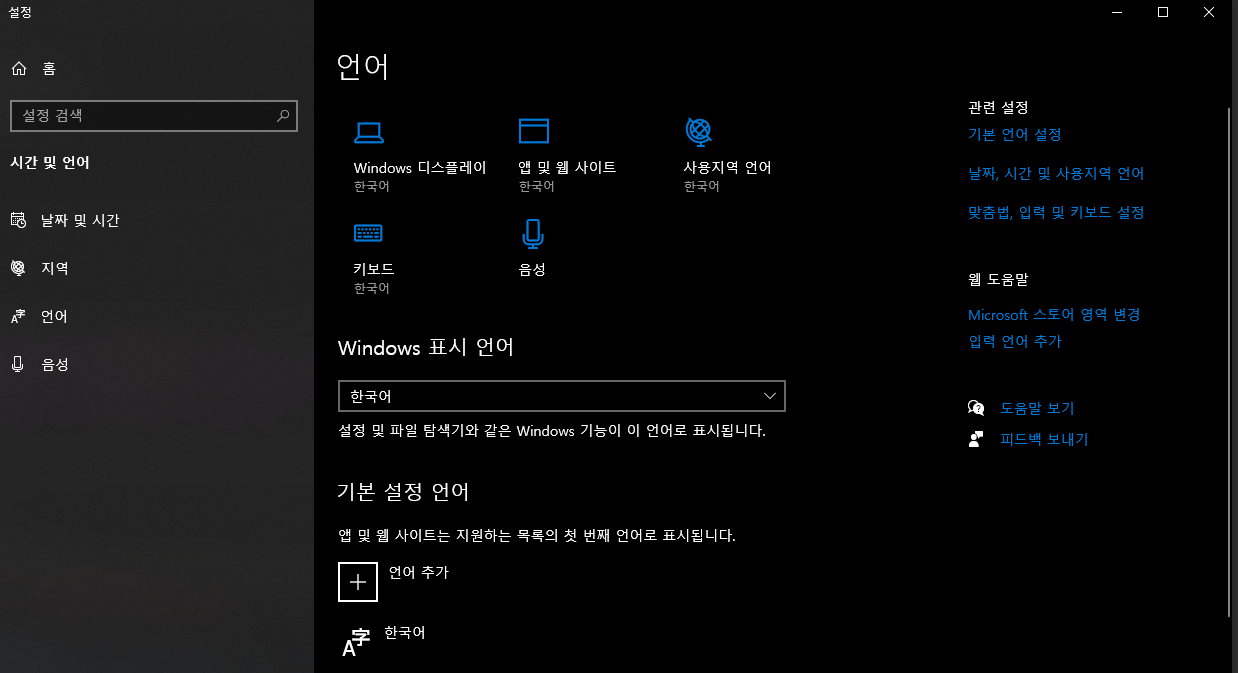 설정
홈
설정 검색
시간 및 언어
날짜 및 시간
지역
언어
음성
언어
Windows 디스플레이
한국어
앱 및 웹 사이트
한국어
사용지역 언어
한국어
키보드
한국어
음성
Windows 표시 언어
한국어
설정 및 파일 탐색기와 같은 Windows 기능이 이 언어로 표시됩니다.
기본 설정 언어
앱 및 웹 사이트는 지원하는 목록의 첫 번째 언어로 표시됩니다.
언어 추가
A字 한국어
관련 설정
기본 언어 설정
날짜, 시간 및 사용지역 언어
맞춤법, 입력 및 키보드 설정
웹 도움말
Microsoft 스토어 영역 변경
입력 언어 추가
도움말 보기
피드백 보내기